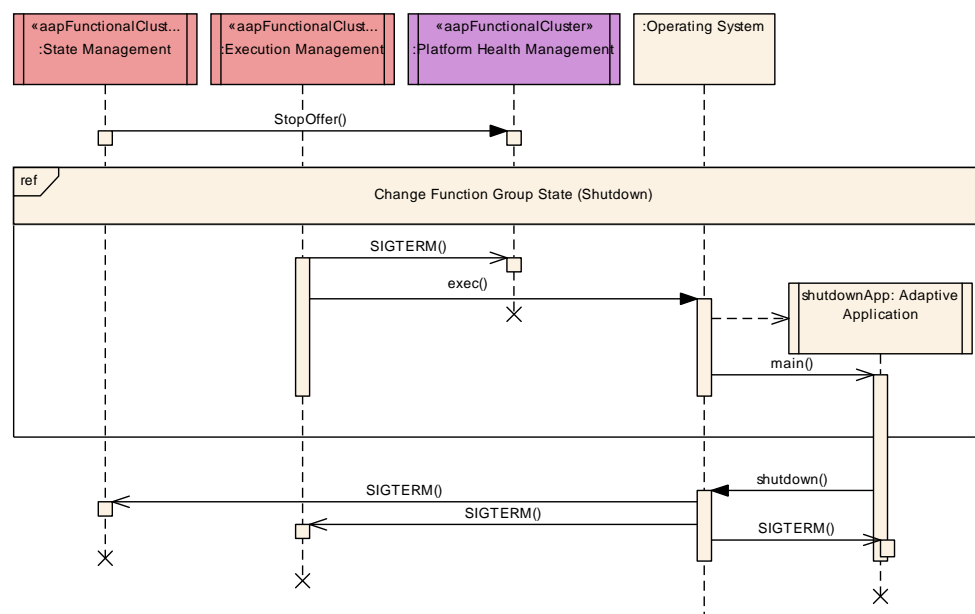 «aapFunctionalClust...
:State Management
«aapFunctionalClust...
:Execution Management
«aapFunctionalCluster»
:Platform Health Management
:Operating System
StopOffer()
ref
Change Function Group State (Shutdown)
SIGTERM()
exec()
shutdownApp: Adaptive
Application
main()
shutdown()
SIGTERM()
SIGTERM()
SIGTERM()